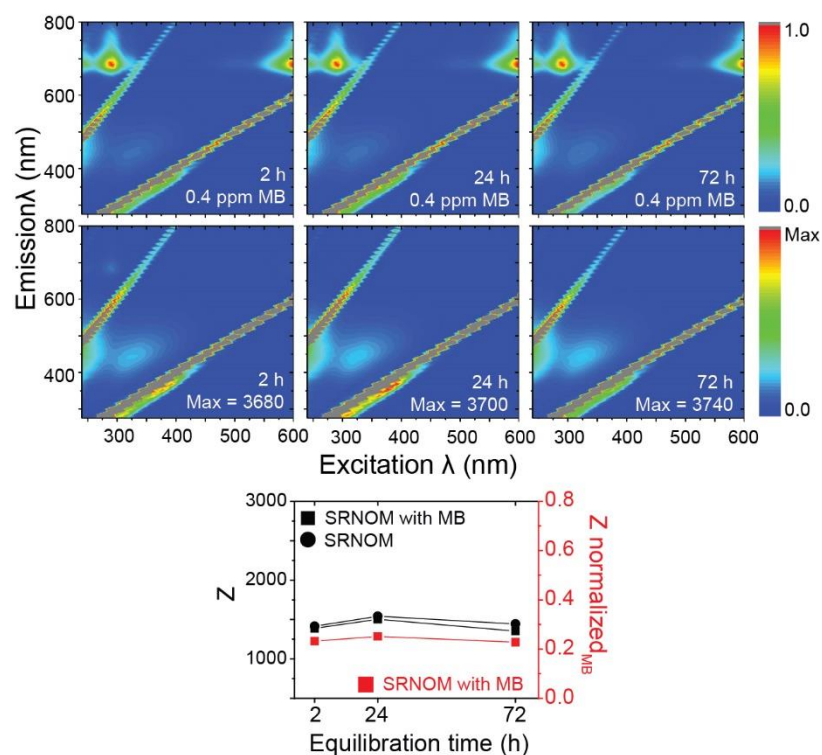 800
600
400
2 h
0.4 ppm MB
24 h
0.4 ppm MB
72 h
0.4 ppm MB
1.0
0.0
800
600
400
2 h
Max = 3680
24 h
Max = 3700
72 h
Max = 3740
Max
0.0
Emissionλ (nm)
300 400 500 600 300 400 500 600 300 400 500 600
Excitation λ (nm)
3000
2000
1000
Z
SRNOM with MB
SRNOM
SRNOM with MB
0.8
0.6
0.4
0.2
0.0
Z normalizedMB
2 24 72
Equilibration time (h)